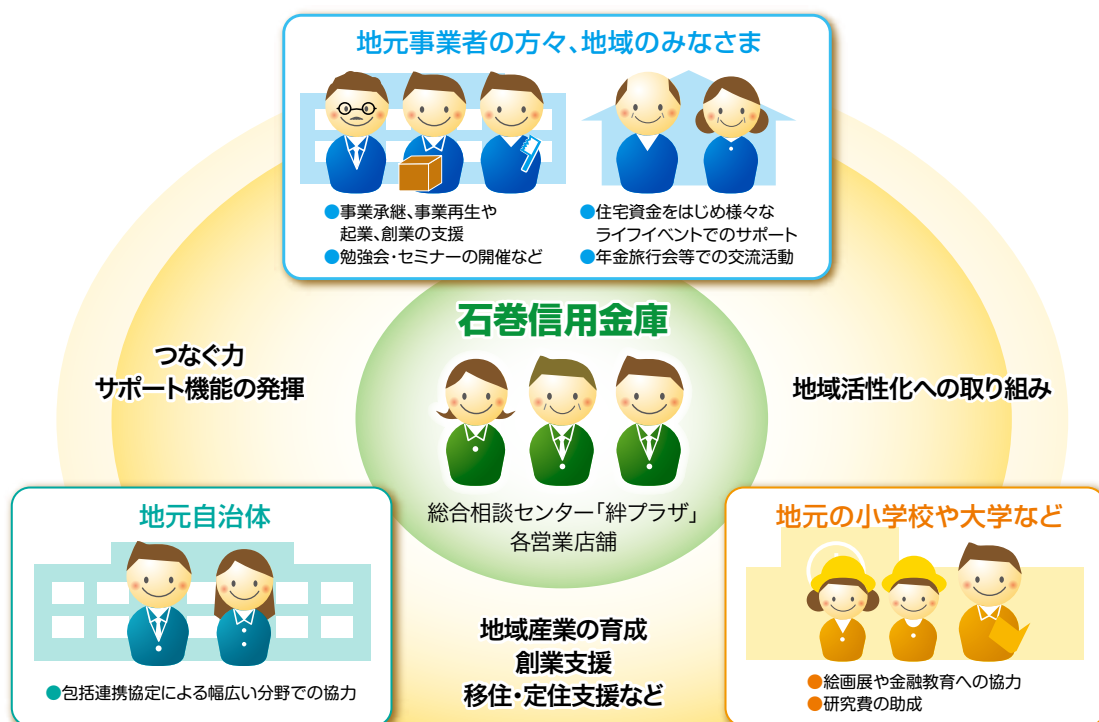 地元事業者の方々、地域のみなさま
●事業承継、事業再生や
起業、創業の支援
●勉強会・セミナーの開催など
●住宅資金をはじめ様々な
ライフイベントでのサポート
●年金旅行会等での交流活動
石巻信用金庫
つなぐ力
サポート機能の発揮
地域活性化への取り組み
総合相談センター「絆プラザ」
各営業店舗
地元自治体
●包括連携協定による幅広い分野での協力
地域産業の育成
創業支援
移住・定住支援など
地元の小学校や大学など
●絵画展や金融教育への協力
●研究費の助成